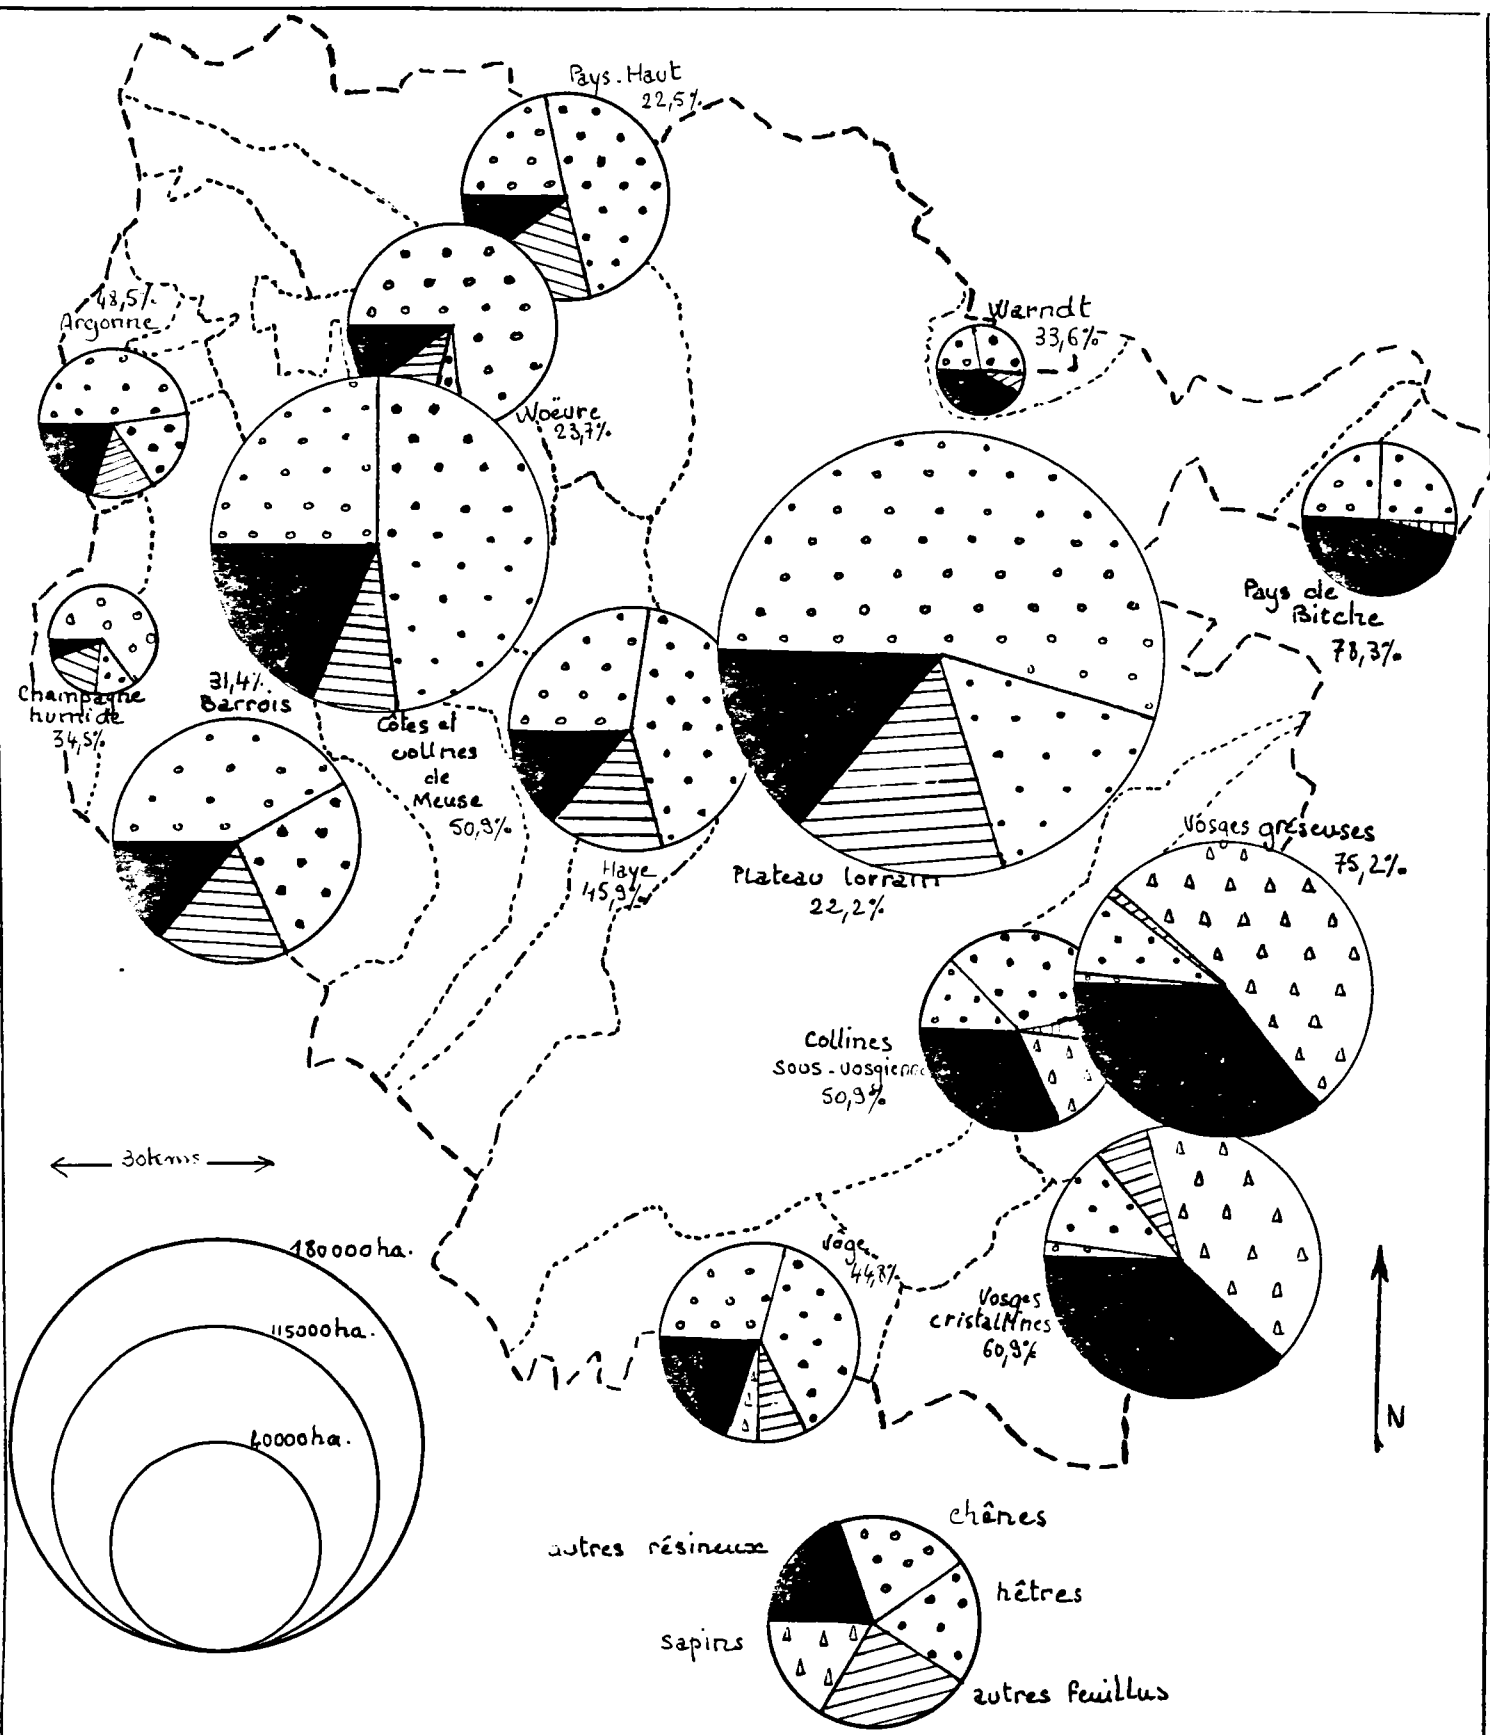 Pays-Haut
22,5%
48,5%
Argonne
Warndt
33,6%
Woëvre
23,7%
Pays de
Bitche
78,3%
Champagne
humide
34,5%
31,4%
Barrois
Côtes et
collines
de
Meuse
50,9%
Haye
45,9%
Plateau lorrain
22,2%
Vosges gréseuses
75,2%
Collines
sous-vosgienne
50,9%
30kms
180000ha.
115000ha.
40000ha.
Vôge
44,8%
Vosges
cristallines
60,9%
N
chênes
autres résineux
hêtres
sapins
autres feuillus